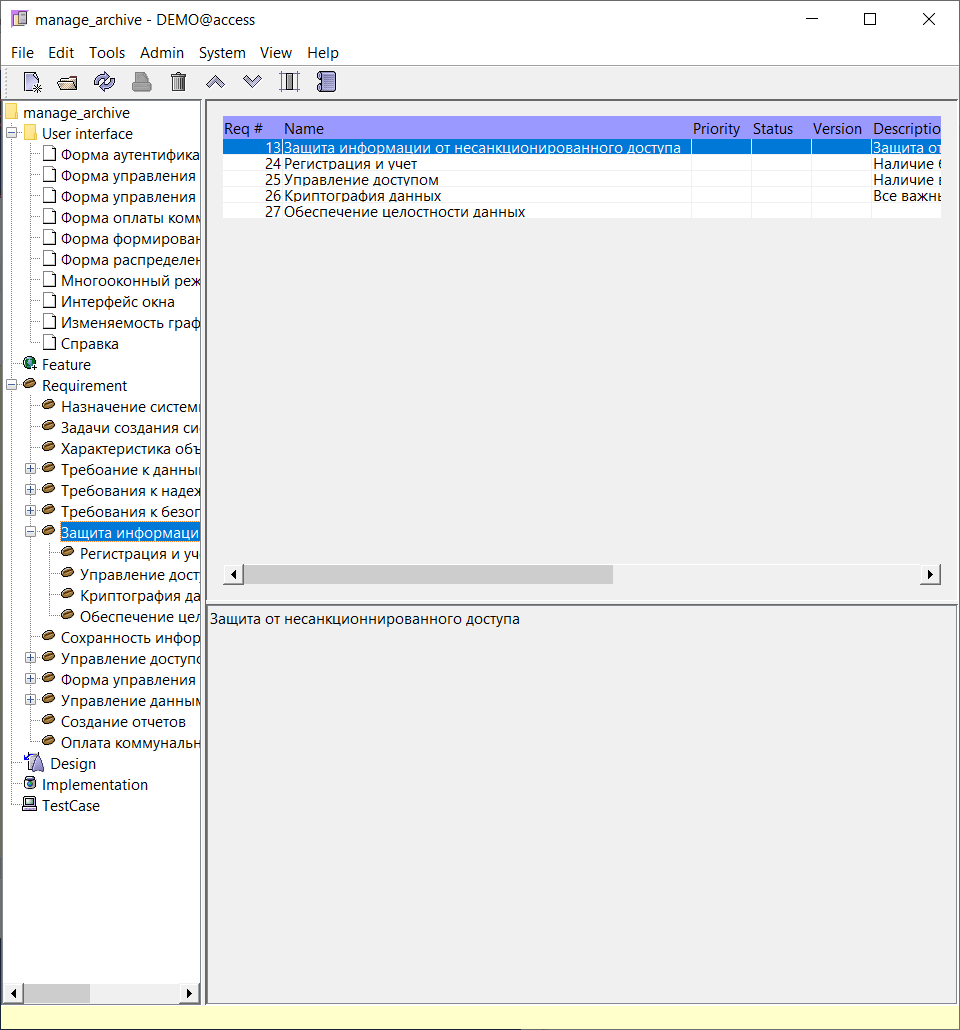 manage_archive - DEMO@access
File Edit Tools Admin System View Help
manage_archive
User interface
Форма аутентифика
Форма управления
Форма управления
Форма оплаты комм
Форма формирован
Форма распределен
Многооконный реж
Интерфейс окна
Изменяемость граф
Справка
Feature
Requirement
Назначение систем
Задачи создания си
Характеристика объ
Требоание к данны
Требования к надеж
Требования к безоп
Защита информаци
Регистрация и уч
Управление дост
Криптография да
Обеспечение цел
Сохранность инфор
Управление доступо
Форма управления
Управление данным
Создание отчетов
Оплата коммунальн
Design
Implementation
TestCase
Req # Name Priority Status Version Descriptio
13 Защита информации от несанкционированного доступа Защита от
24 Регистрация и учет Наличие б
25 Управление доступом Наличие в
26 Криптография данных Все важны
27 Обеспечение целостности данных
Защита от несанкционнированного доступа